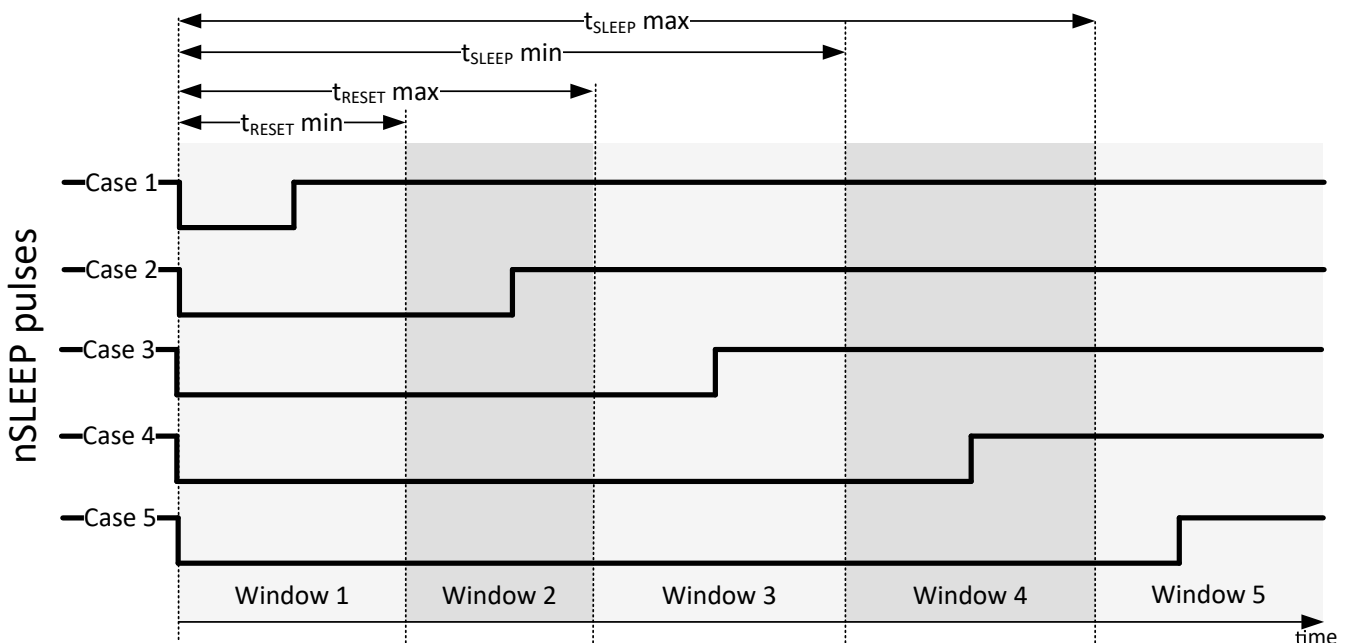 tSLEEP max
tSLEEP min
tRESET max
tRESET min
nSLEEP pulses
Case 1
Case 2
Case 3
Case 4
Case 5
Window 1 Window 2 Window 3 Window 4 Window 5
time